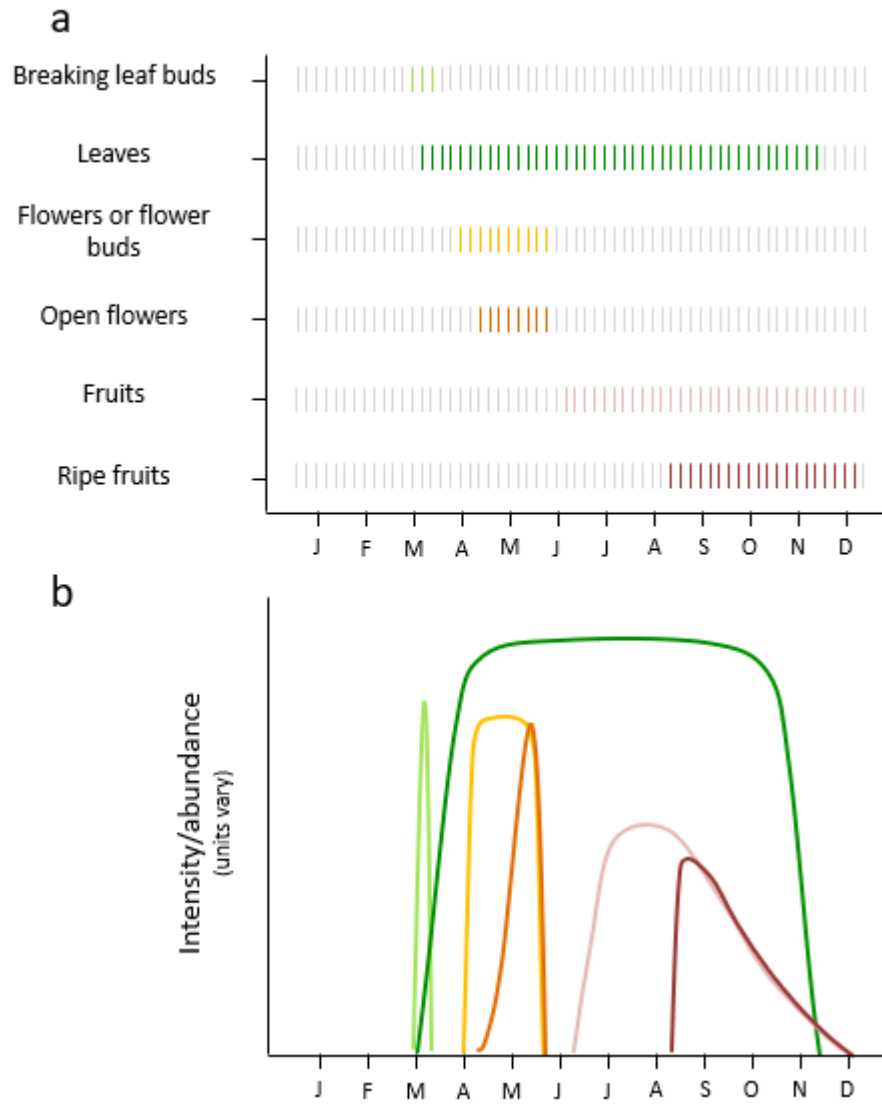 a
Breaking leaf buds
Leaves
Flowers or flower
buds
Open flowers
Fruits
Ripe fruits
J F M A M J J A S O N D
b
Intensity/abundance
(units vary)
J F M A M J J A S O N D